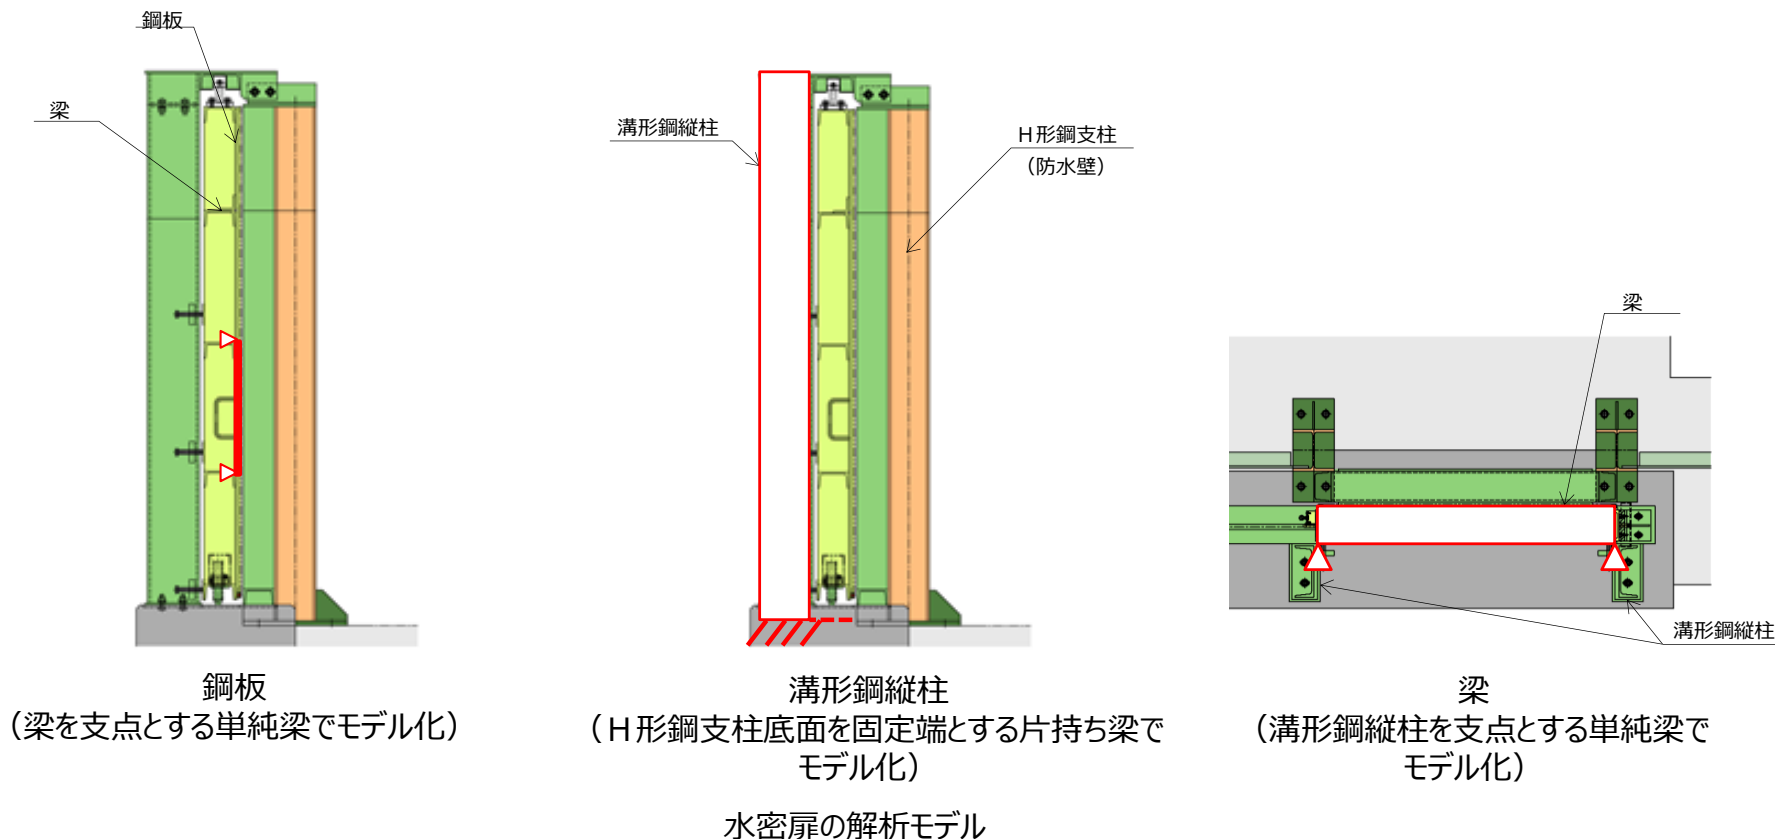 鋼板
梁
溝形鋼縦柱
H形鋼支柱
（防水壁）
梁
溝形鋼縦柱
鋼板
（梁を支点とする単純梁でモデル化）
溝形鋼縦柱
（H形鋼支柱底面を固定端とする片持ち梁で
モデル化）
梁
（溝形鋼縦柱を支点とする単純梁で
モデル化）
水密扉の解析モデル